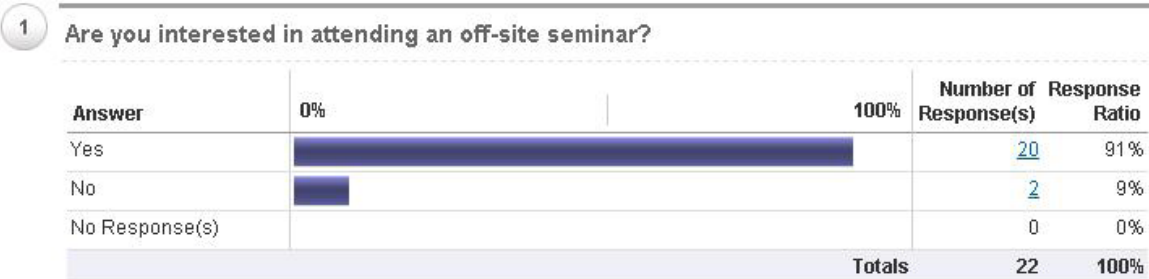 1
Are you interested in attending an off-site seminar?
Answer 0% 100% Number of Response(s) Response Ratio
Yes 20 91%
No 2 9%
No Response(s) 0 0%
Totals 22 100%